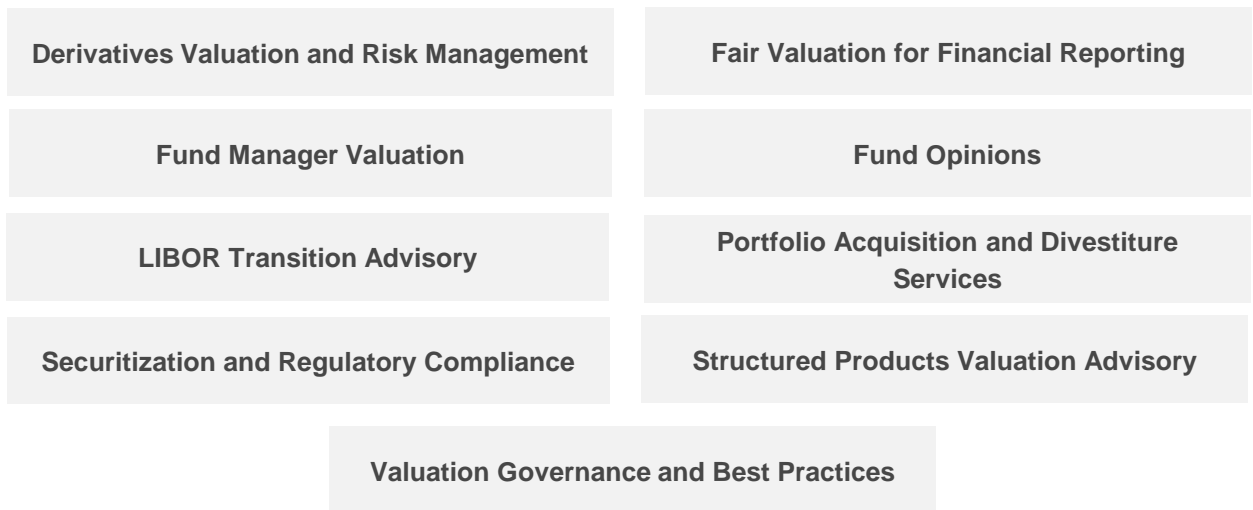 Derivatives Valuation and Risk Management
Fair Valuation for Financial Reporting
Fund Manager Valuation
Fund Opinions
LIBOR Transition Advisory
Portfolio Acquisition and Divestiture
Services
Securitization and Regulatory Compliance
Structured Products Valuation Advisory
Valuation Governance and Best Practices